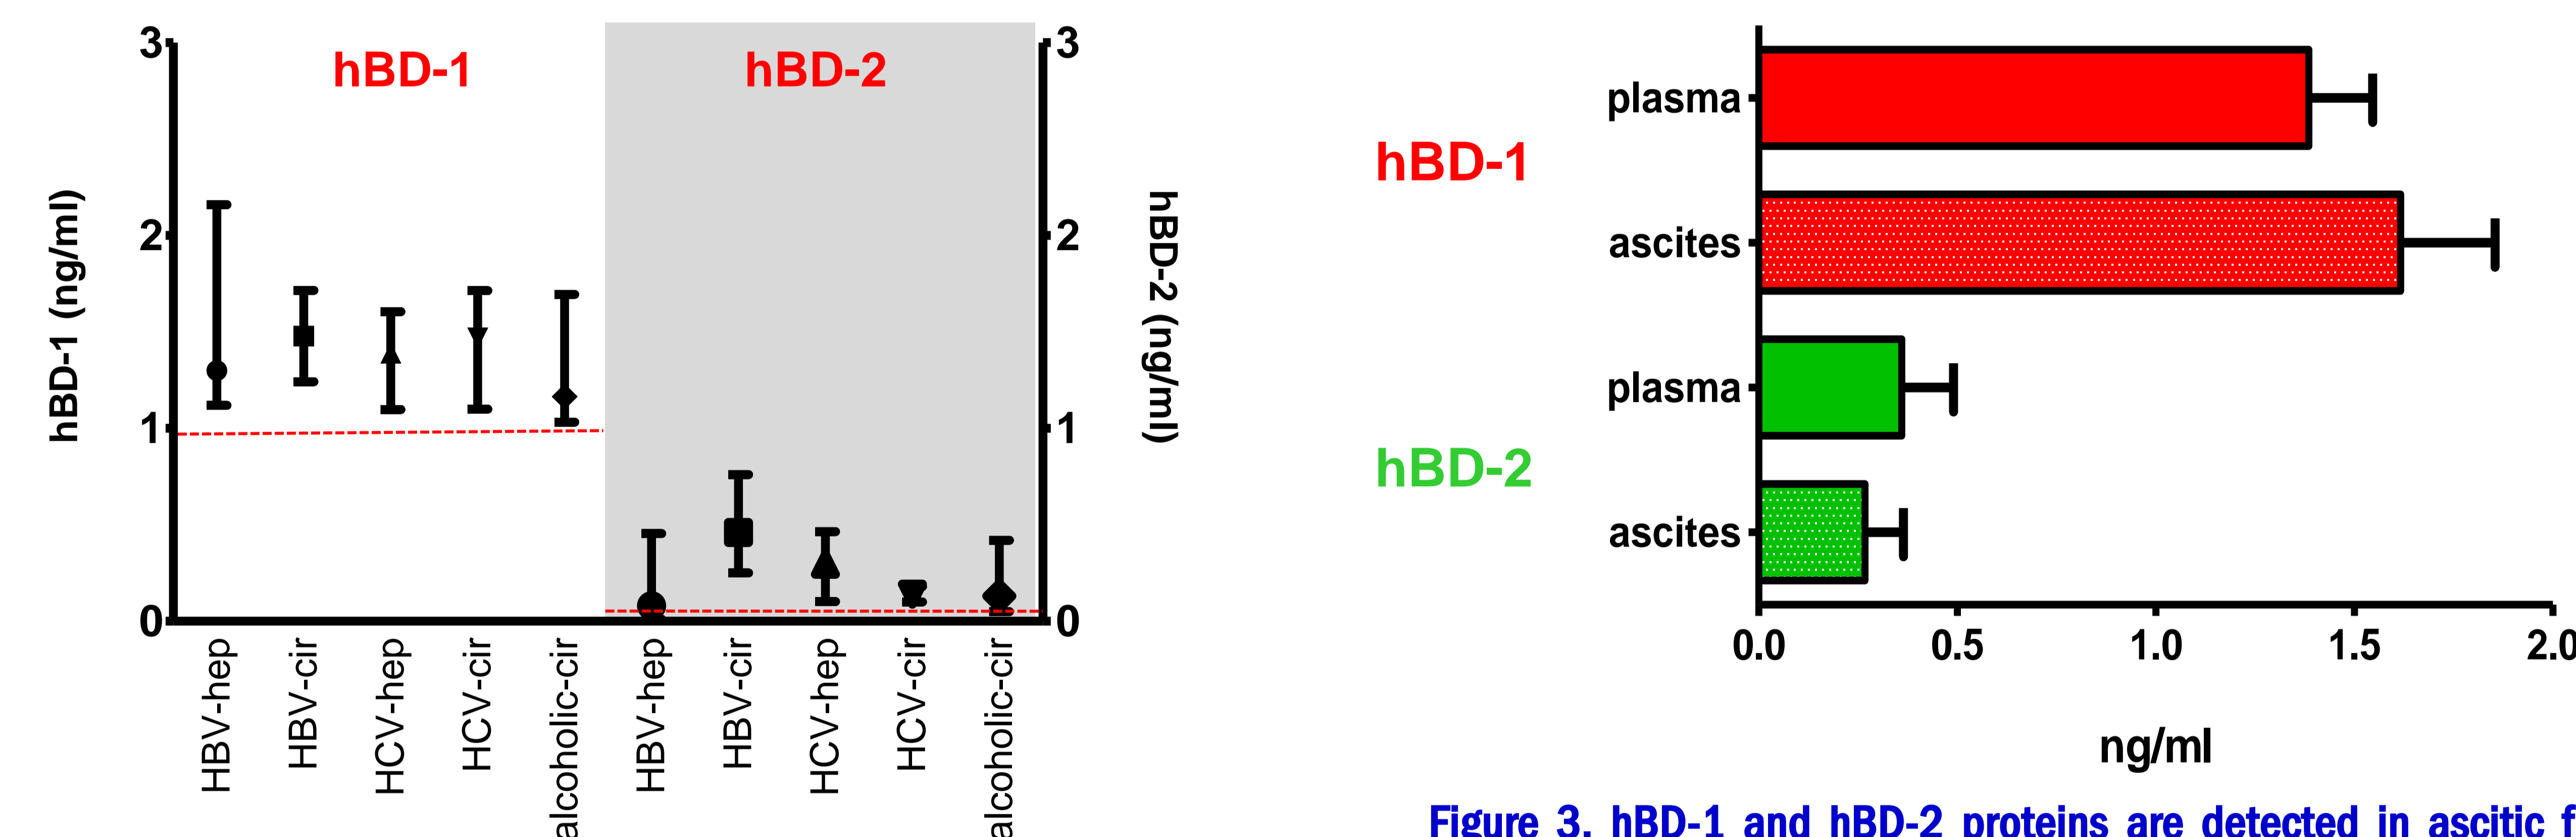 3
2
1
0
hBD-1 (ng/ml)
hBD-1
hBD-2
3
2
1
0
hBD-2 (ng/ml)
HBV-hep
HBV-cir
HCV-hep
HCV-cir
alcoholic-cir
HBV-hep
HBV-cir
HCV-hep
HCV-cir
alcoholic-cir
hBD-1
plasma
ascites
hBD-2
plasma
ascites
0.0 0.5 1.0 1.5 2.0
ng/ml
Figure 3. hBD-1 and hBD-2 proteins are detected in ascitic